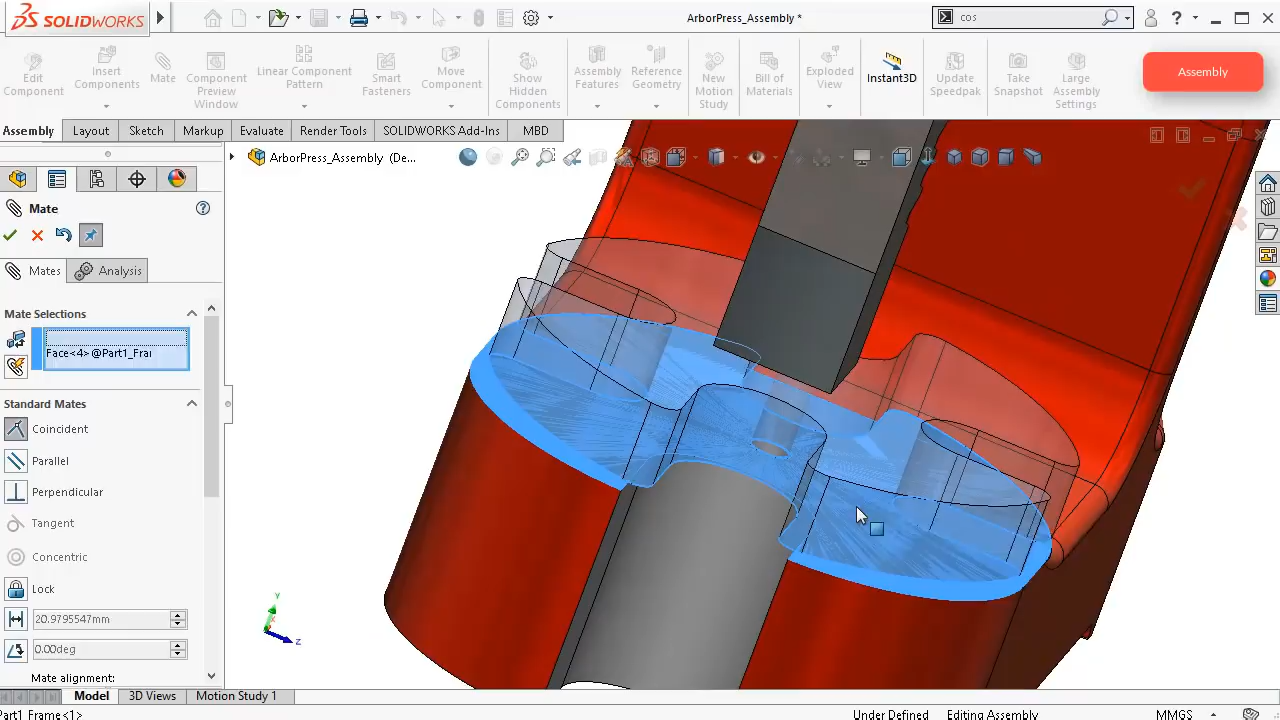 SOLIDWORKS
ArborPress_Assembly *
cos
Edit Component
Insert Components
Mate
Component Preview Window
Linear Component Pattern
Smart Fasteners
Move Component
Show Hidden Components
Assembly Features
Reference Geometry
New Motion Study
Bill of Materials
Exploded View
Instant3D
Update Speedpak
Take Snapshot
Large Assembly Settings
Assembly
Assembly Layout Sketch Markup Evaluate Render Tools SOLIDWORKS Add-Ins MBD
ArborPress_Assembly (De...
Mate
Mates Analysis
Mate Selections
Face<4>@Part1_Frai
Standard Mates
Coincident
Parallel
Perpendicular
Tangent
Concentric
Lock
20.9795547mm
0.00deg
Mate alignment:
Y
Z
Model 3D Views Motion Study 1
Part1_Frame<1>
Under Defined Editing Assembly MMGS